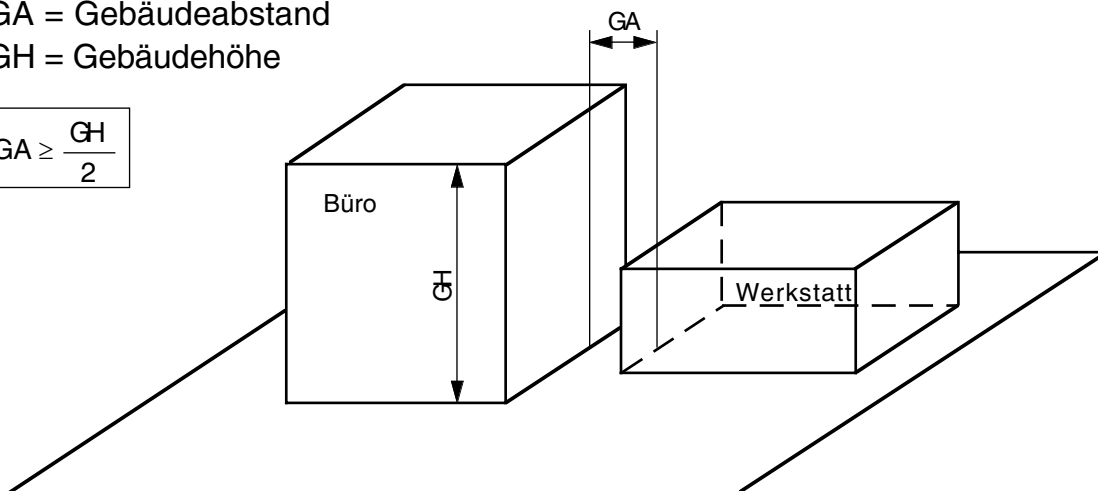 GA = Gebäudeabstand
GH = Gebäudehöhe
GA ≥ GH
2
GA
Büro
GH
Werkstatt